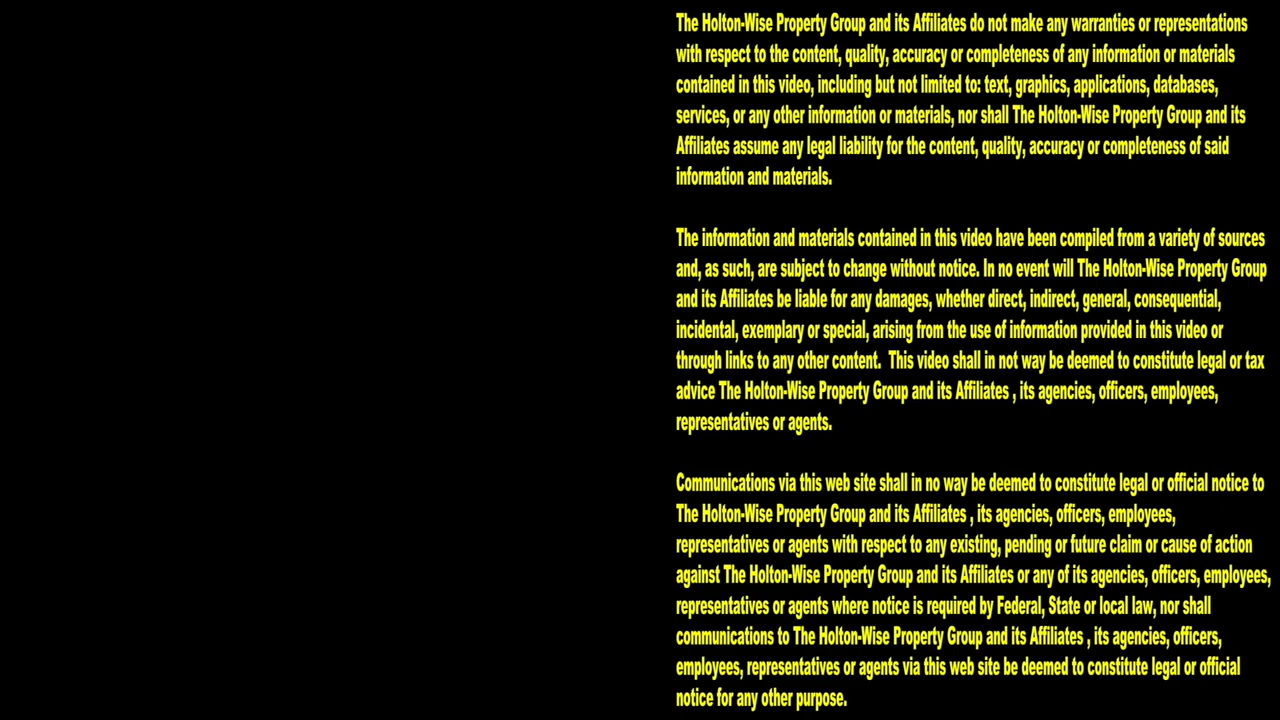 The Holton-Wise Property Group and its Affiliates do not make any warranties or representations
with respect to the content, quality, accuracy or completeness of any information or materials
contained in this video, including but not limited to: text, graphics, applications, databases,
services, or any other information or materials, nor shall The Holton-Wise Property Group and its
Affiliates assume any legal liability for the content, quality, accuracy or completeness of said
information and materials.
The information and materials contained in this video have been compiled from a variety of sources
and, as such, are subject to change without notice. In no event will The Holton-Wise Property Group
and its Affiliates be liable for any damages, whether direct, indirect, general, consequential,
incidental, exemplary or special, arising from the use of information provided in this video or
through links to any other content.  This video shall in not way be deemed to constitute legal or tax
advice The Holton-Wise Property Group and its Affiliates , its agencies, officers, employees,
representatives or agents.
Communications via this web site shall in no way be deemed to constitute legal or official notice to
The Holton-Wise Property Group and its Affiliates , its agencies, officers, employees,
representatives or agents with respect to any existing, pending or future claim or cause of action
against The Holton-Wise Property Group and its Affiliates or any of its agencies, officers, employees,
representatives or agents where notice is required by Federal, State or local law, nor shall
communications to The Holton-Wise Property Group and its Affiliates , its agencies, officers,
employees, representatives or agents via this web site be deemed to constitute legal or official
notice for any other purpose.